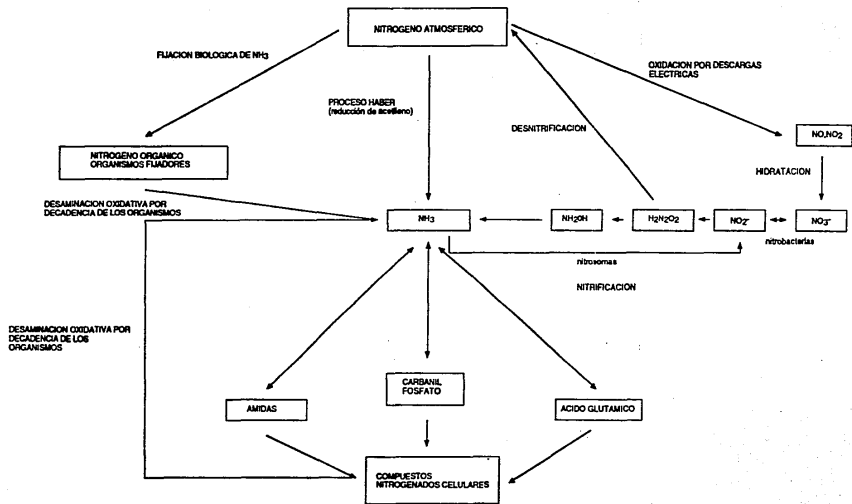 NITROGENO ATMOSFERICO
FIJACION BIOLOGICA DE NH3
OXIDACION POR DESCARGAS
ELECTRICAS
PROCESO HABER
(reducción de acetileno)
DESNITRIFICACION
NO,NO2
NITROGENO ORGANICO
ORGANISMOS FIJADORES
HIDRATACION
DESAMINACION OXIDATIVA POR
DECADENCIA DE LOS ORGANISMOS
NH3
NH2OH
H2N2O2
NO2-
NO3-
nitrobacterias
nitrosomas
NITRIFICACION
DESAMINACION OXIDATIVA POR
DECADENCIA DE LOS
ORGANISMOS
CARBANIL
FOSFATO
AMIDAS
ACIDO GLUTAMICO
COMPUESTOS
NITROGENADOS CELULARES